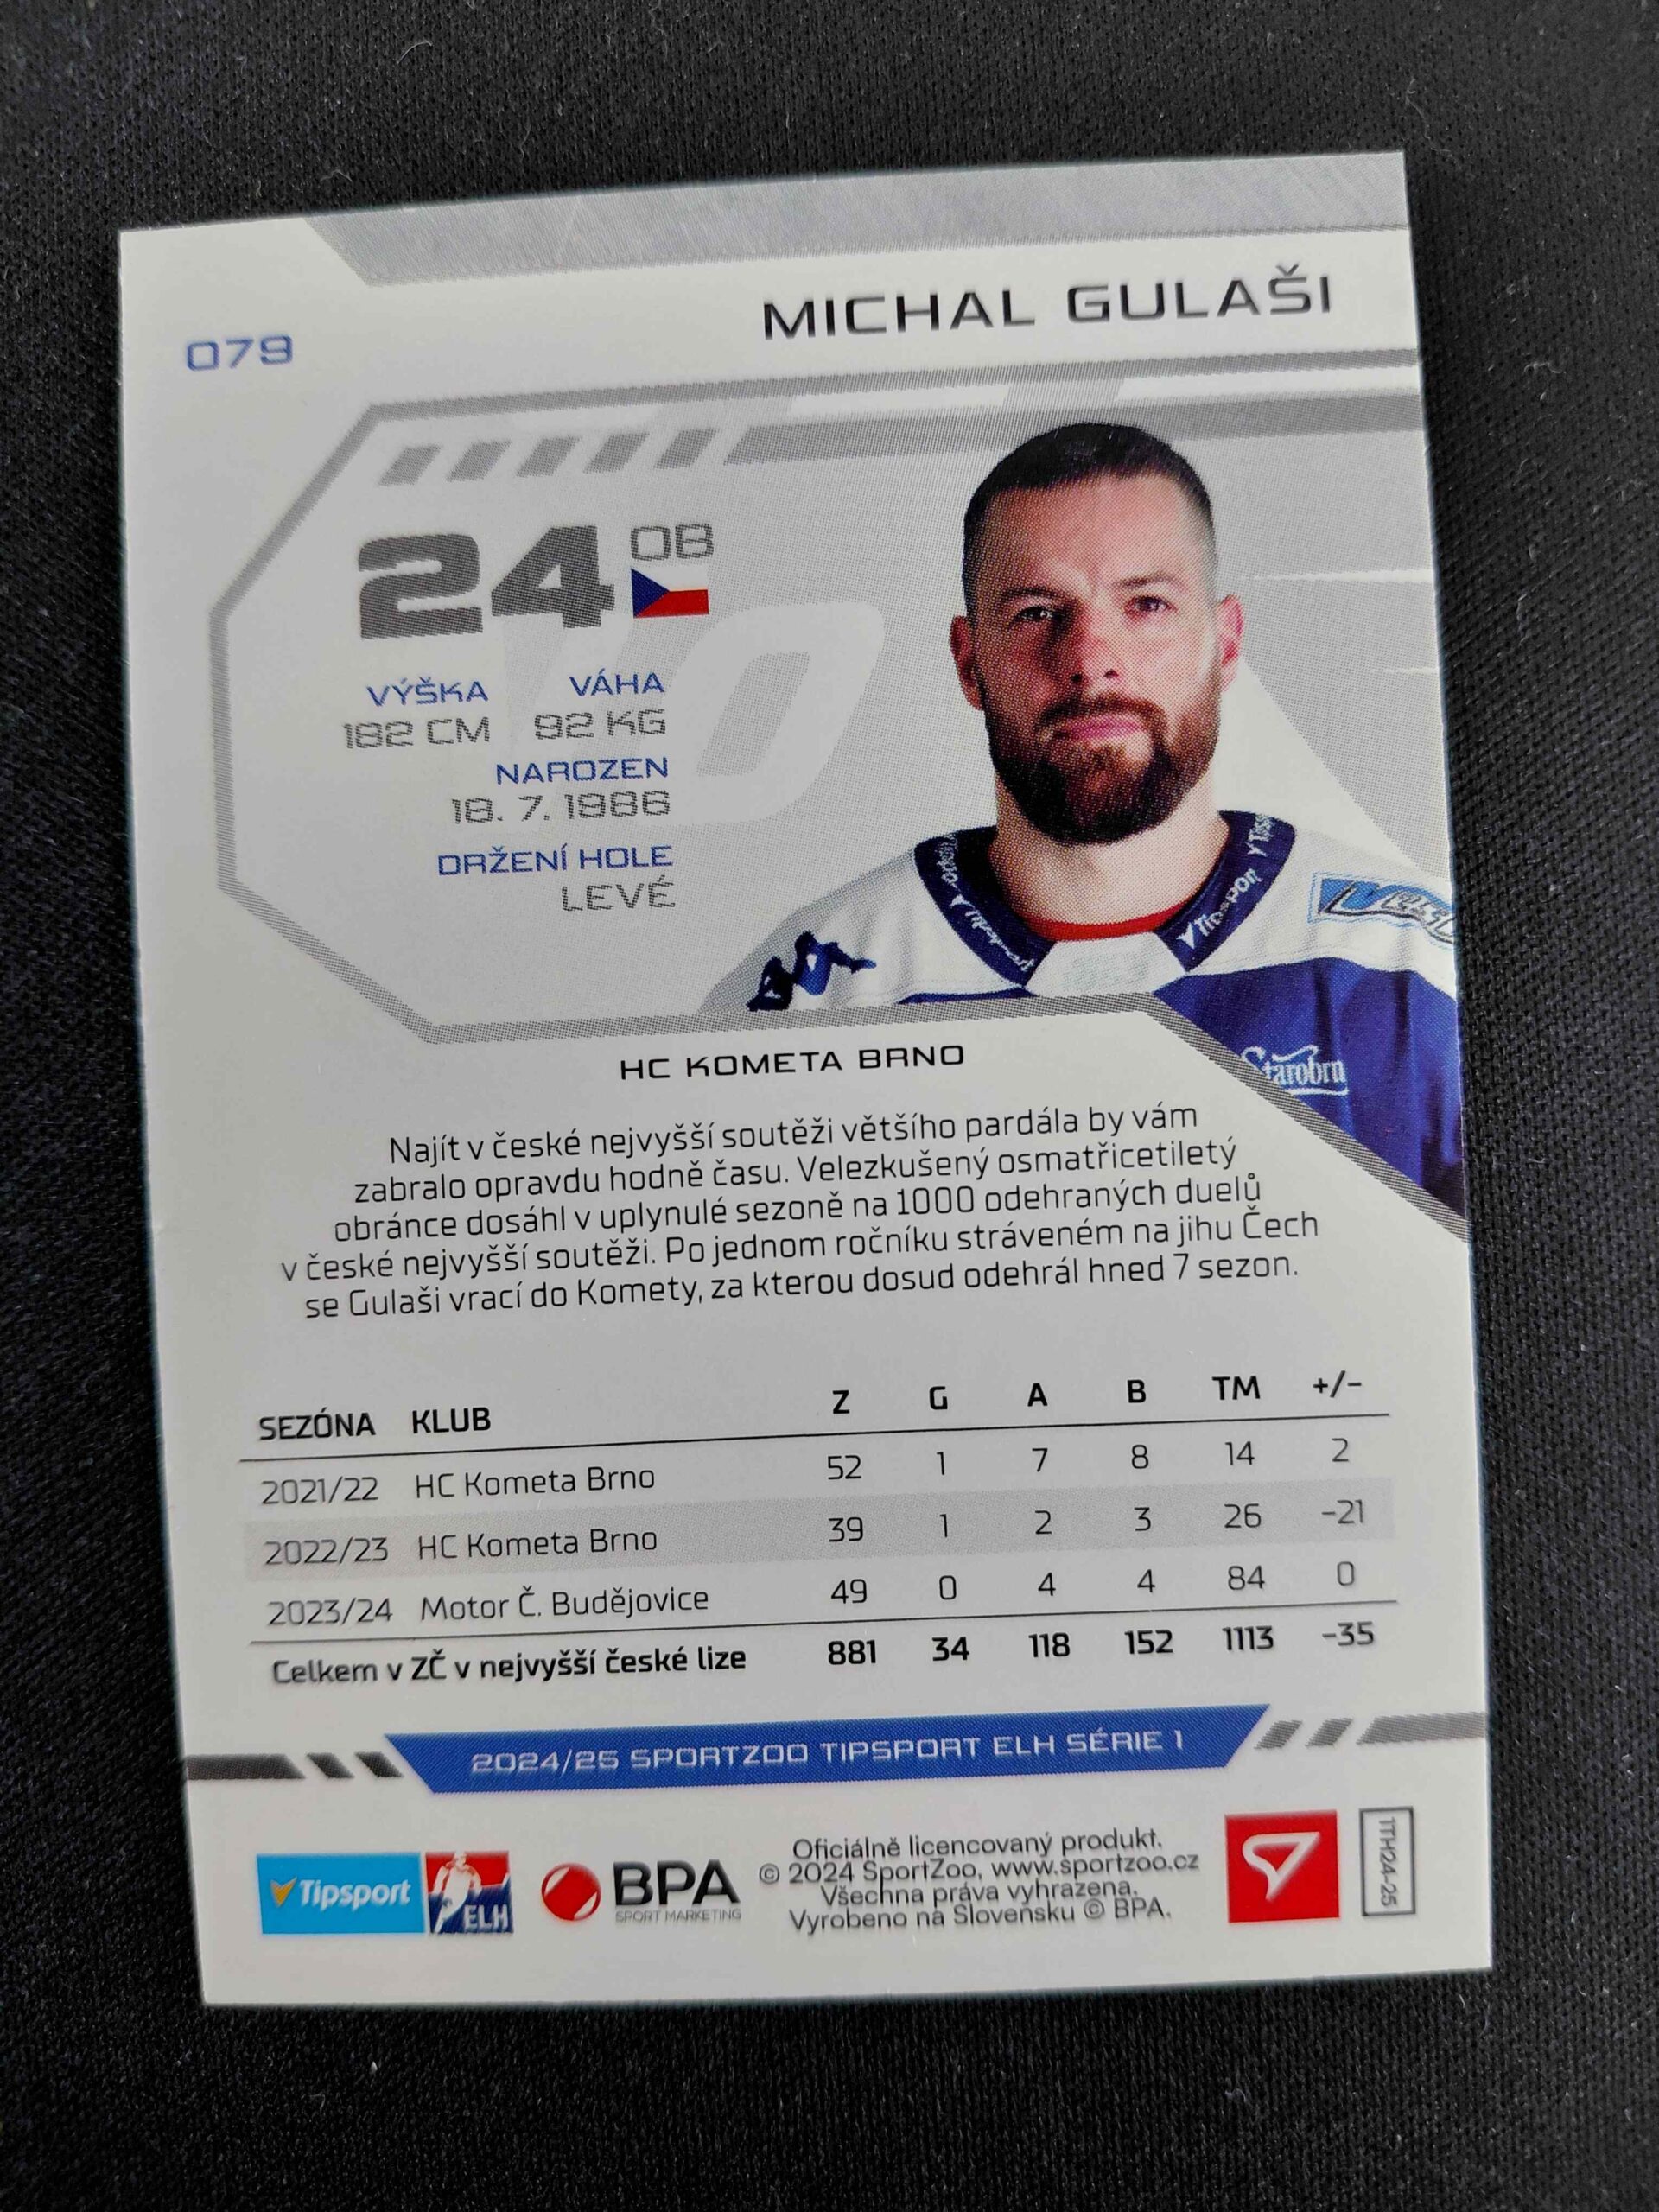 MICHAL GULAŠI
079
24 OB
VÝŠKA VÁHA
182 CM 92 KG
NAROZEN
18. 7. 1986
DRŽENÍ HOLE
LEVÉ
Tipsport
Starobrn
HC KOMETA BRNO
Najít v české nejvyšší soutěži většího pardála by vám
zabralo opravdu hodně času. Velezkušený osmatřicetiletý
obránce dosáhl v uplynulé sezoně na 1000 odehraných duelů
v české nejvyšší soutěži. Po jednom ročníku stráveném na jihu Čech
se Gulaši vrací do Komety, za kterou dosud odehrál hned 7 sezon.
SEZÓNA KLUB Z G A B TM +/-
2021/22 HC Kometa Brno 52 1 7 8 14 2
2022/23 HC Kometa Brno 39 1 2 3 26 -21
2023/24 Motor Č. Budějovice 49 0 4 4 84 0
Celkem v ZČ v nejvyšší české lize 881 34 118 152 1113 -35
2024/25 SPORTZOO TIPSPORT ELH SÉRIE 1
Tipsport
ELH
BPA
SPORT MARKETING
Oficiálně licencovaný produkt.
© 2024 SportZoo, www.sportzoo.cz
Všechna práva vyhrazena.
Vyrobeno na Slovensku © BPA.
1TH24-25